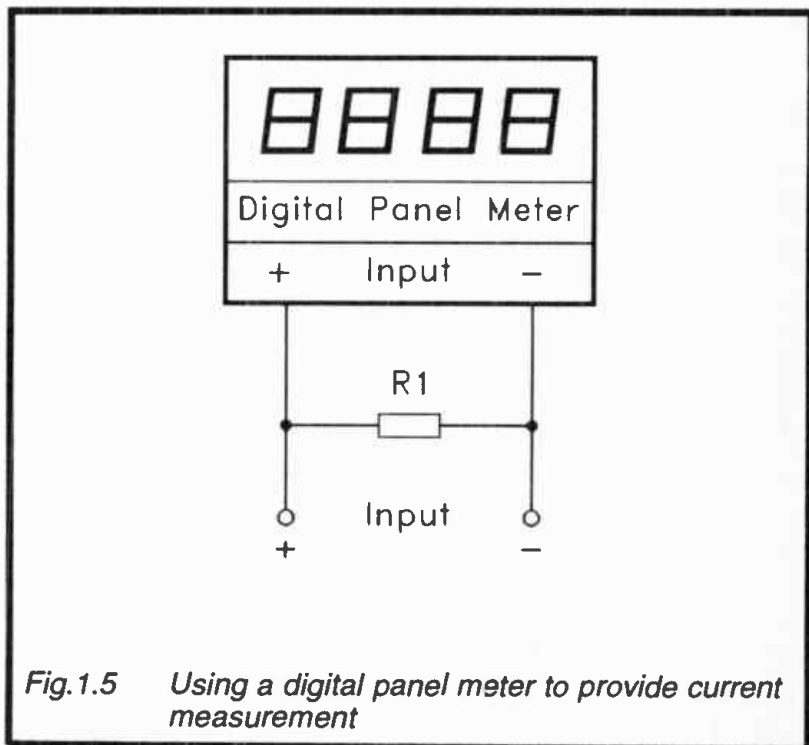 8888
Digital Panel Meter
+ Input −
R1
Input
+ −
Fig.1.5 Using a digital panel meter to provide current
measurement